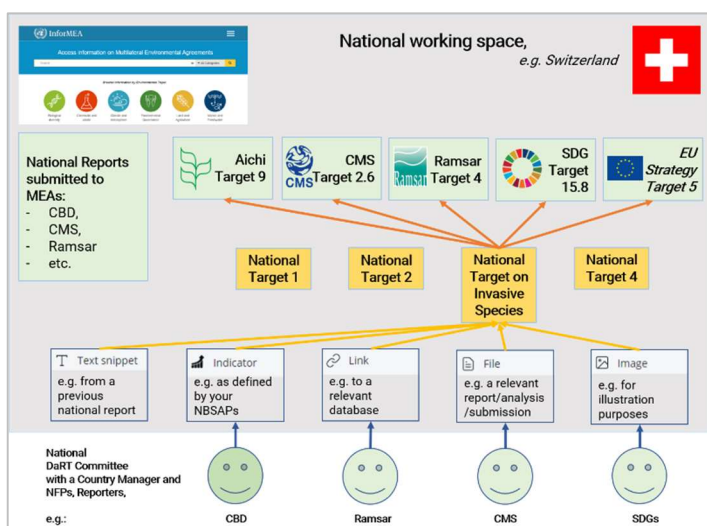 InforMEA
Access information on Multilateral Environmental Agreements
National working space,
e.g. Switzerland
National Reports
submitted to
MEAs:
- CBD,
- CMS,
- Ramsar
- etc.
Aichi
Target 9
CMS
CMS
Target 2.6
Ramsar
Ramsar
Target 4
SDG
Target
15.8
EU
Strategy
Target 5
National
Target 1
National
Target 2
National
Target on
Invasive
Species
National
Target 4
Text snippet
e.g. from a
previous
national report
Indicator
e.g. as defined
by your
NBSAPs
Link
e.g. to a
relevant
database
File
e.g. a relevant
report/analysis
/submission
Image
e.g. for
illustration
purposes
National
DaRT Committee
with a Country Manager and
NFPs, Reporters,
e.g.:
CBD
Ramsar
CMS
SDGs